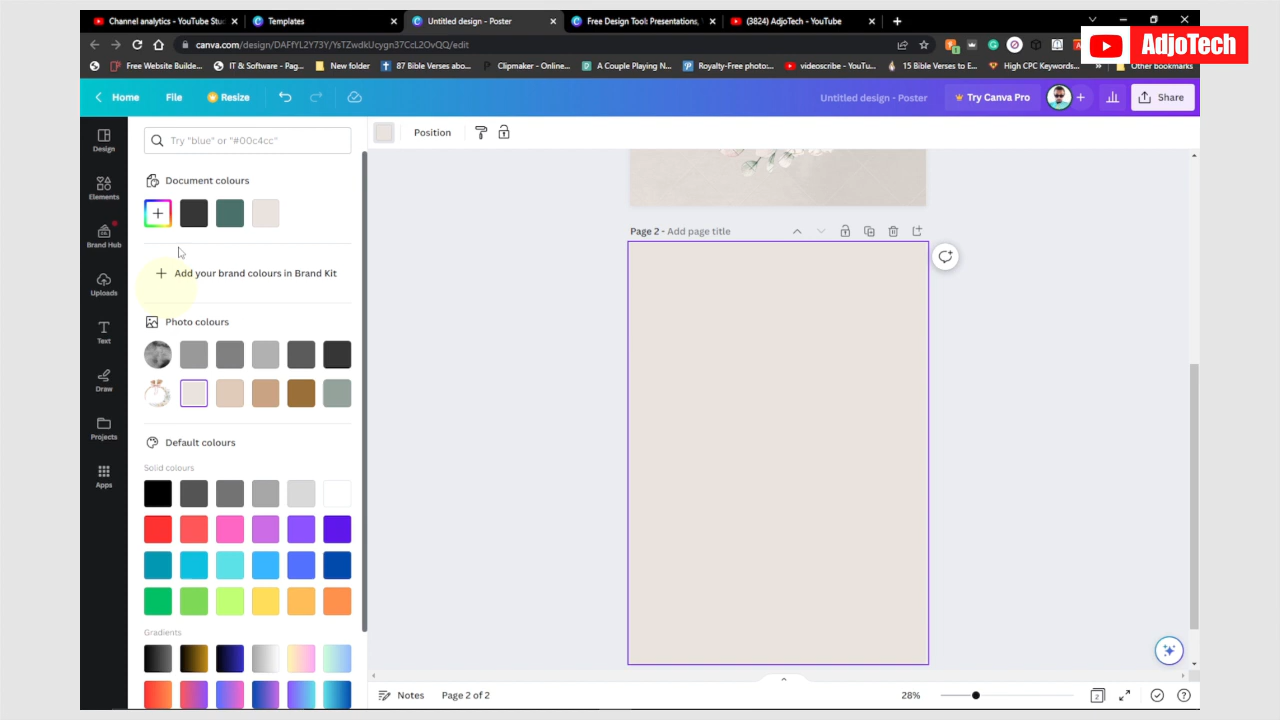 Channel analytics - YouTube Stu
Templates
Untitled design - Poster
Free Design Tool: Presentations, V
(3824) AdjoTech - YouTube
AdjoTech
canva.com/design/DAFfYL2Y73Y/YsTZwdkUcygn37CcL2OvQQ/edit
Free Website Builde...
IT & Software - Pag...
New folder
87 Bible Verses abo...
Clipmaker - Online...
A Couple Playing N...
Royalty-Free photo:...
videoscribe - YouTu...
15 Bible Verses to E...
High CPC Keywords...
Other bookmarks
Home
File
Resize
Untitled design - Poster
Try Canva Pro
Share
Design
Elements
Brand Hub
Uploads
Text
Draw
Projects
Apps
Try "blue" or "#00c4cc"
Position
Document colours
Add your brand colours in Brand Kit
Photo colours
Default colours
Solid colours
Gradients
Page 2 - Add page title
Notes
Page 2 of 2
28%
2